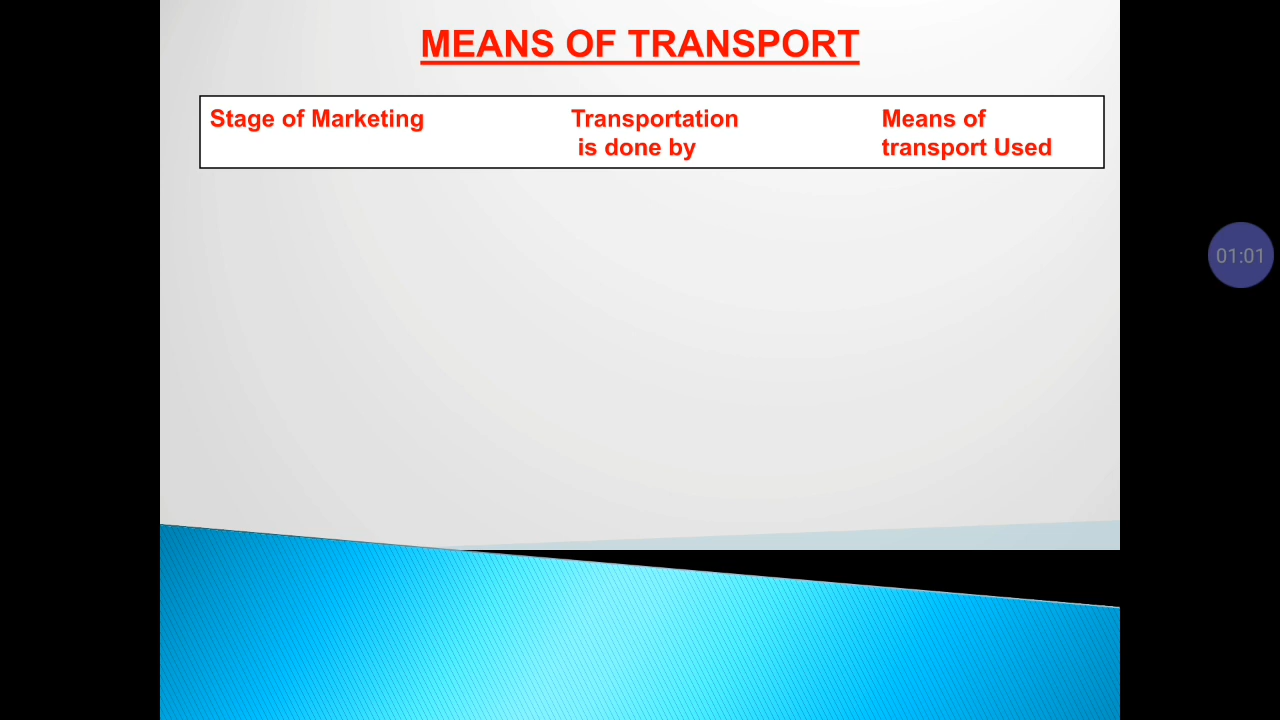 MEANS OF TRANSPORT
Stage of Marketing
Transportation
is done by
Means of
transport Used
01:01